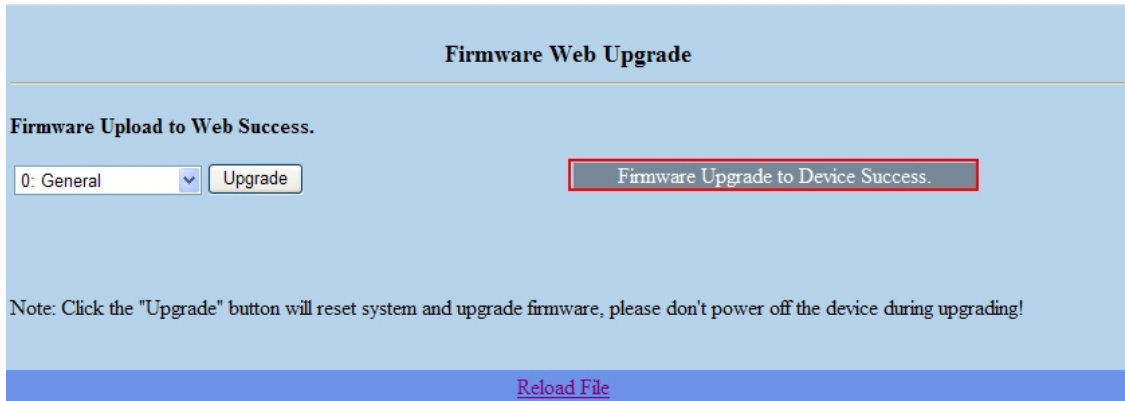 Firmware Web Upgrade
Firmware Upload to Web Success.
0: General
Upgrade
Firmware Upgrade to Device Success.
Note: Click the "Upgrade" button will reset system and upgrade firmware, please don't power off the device during upgrading!
Reload File